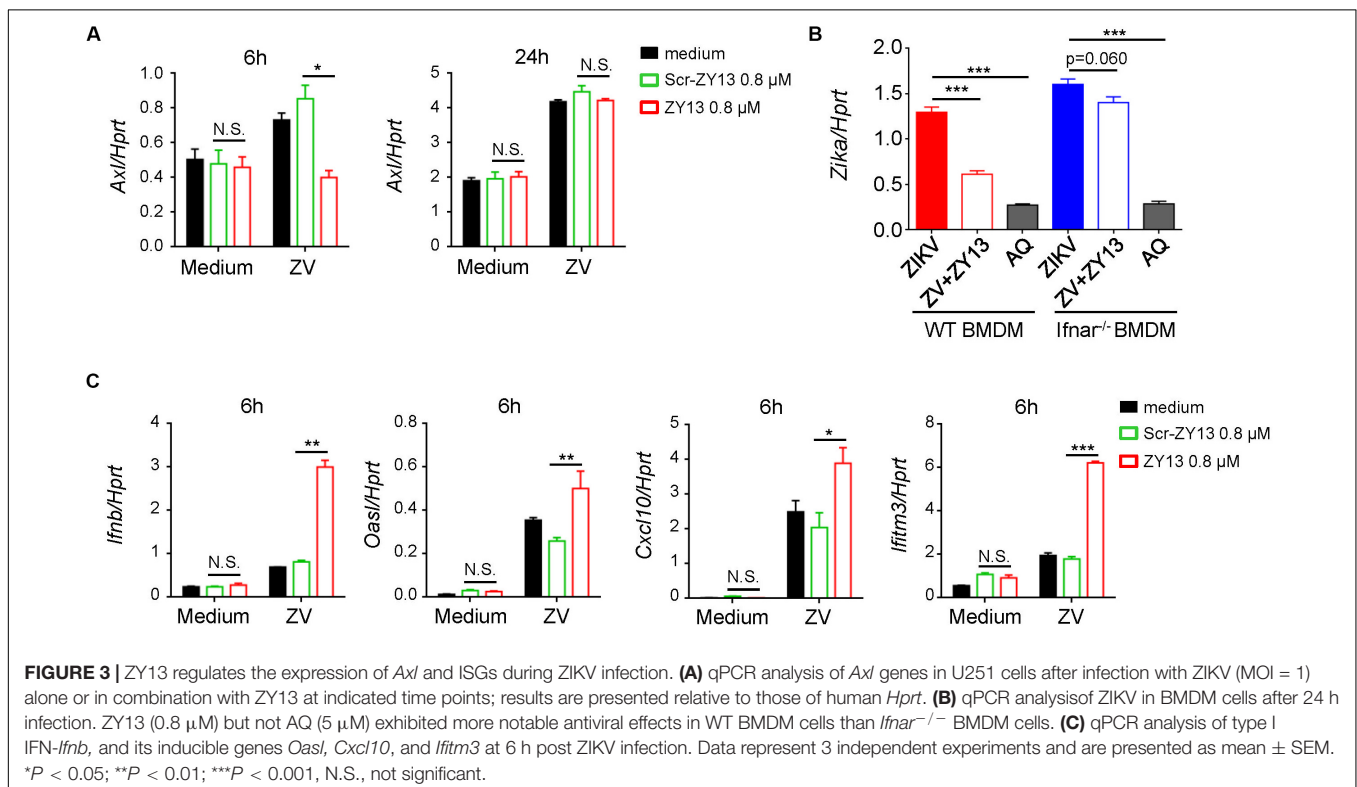 A
6h
24h
medium
Scr-ZY13 0.8 μM
ZY13 0.8 μM
Axl/Hprt
1.0
0.8
0.6
0.4
0.2
0.0
N.S.
*
Medium
ZV
Axl/Hprt
5
4
3
2
1
0
N.S.
N.S.
Medium
ZV
B
Zika/Hprt
2.0
1.5
1.0
0.5
0.0
***
***
***
p=0.060
ZIKV
ZV+ZY13
AQ
ZIKV
ZV+ZY13
AQ
WT BMDM
Ifnar-/- BMDM
C
6h
Ifnb/Hprt
4
3
2
1
0
N.S.
**
Medium
ZV
6h
Oasl/Hprt
0.8
0.6
0.4
0.2
0.0
N.S.
**
Medium
ZV
6h
Cxcl10/Hprt
5
4
3
2
1
0
N.S.
*
Medium
ZV
6h
Ifitm3/Hprt
8
6
4
2
0
N.S.
***
Medium
ZV
medium
Scr-ZY13 0.8 μM
ZY13 0.8 μM
FIGURE 3 | ZY13 regulates the expression of Axl and ISGs during ZIKV infection. (A) qPCR analysis of Axl genes in U251 cells after infection with ZIKV (MOI = 1)
alone or in combination with ZY13 at indicated time points; results are presented relative to those of human Hprt. (B) qPCR analysisof ZIKV in BMDM cells after 24 h
infection. ZY13 (0.8 μM) but not AQ (5 μM) exhibited more notable antiviral effects in WT BMDM cells than Ifnar−/− BMDM cells. (C) qPCR analysis of type I
IFN-Ifnb, and its inducible genes Oasl, Cxcl10, and Ifitm3 at 6 h post ZIKV infection. Data represent 3 independent experiments and are presented as mean ± SEM.
*P < 0.05; **P < 0.01; ***P < 0.001, N.S., not significant.